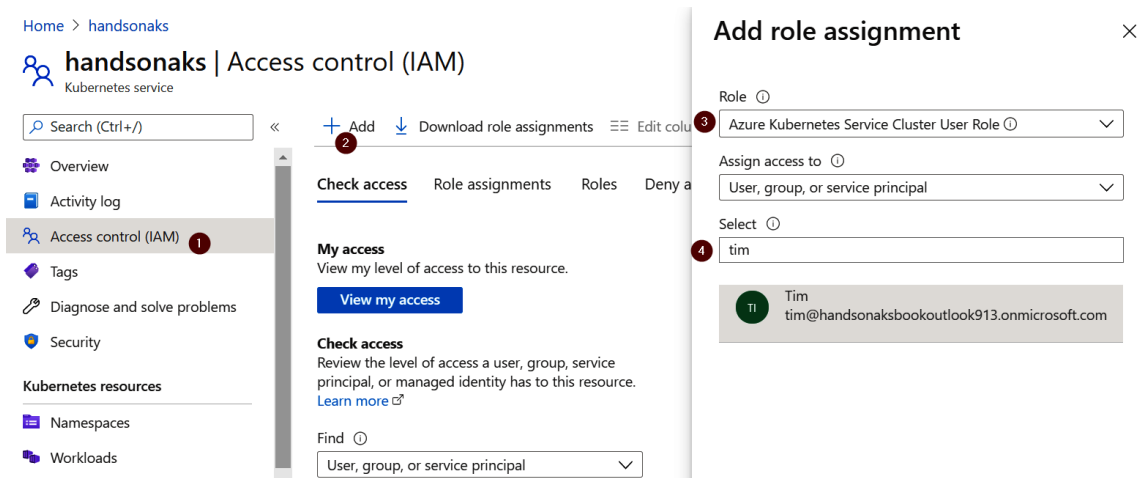 Home > handsonaks
handsonaks | Access control (IAM)
Kubernetes service
Search (Ctrl+/)
«
Overview
Activity log
Access control (IAM)
1
Tags
Diagnose and solve problems
Security
Kubernetes resources
Namespaces
Workloads
+ Add
2
Download role assignments
Edit colu
Check access
Role assignments
Roles
Deny a
My access
View my level of access to this resource.
View my access
Check access
Review the level of access a user, group, service
principal, or managed identity has to this resource.
Learn more
Find
User, group, or service principal
Add role assignment
Role
3
Azure Kubernetes Service Cluster User Role
Assign access to
User, group, or service principal
Select
4
tim
TI
Tim
tim@handsonaksbookoutlook913.onmicrosoft.com